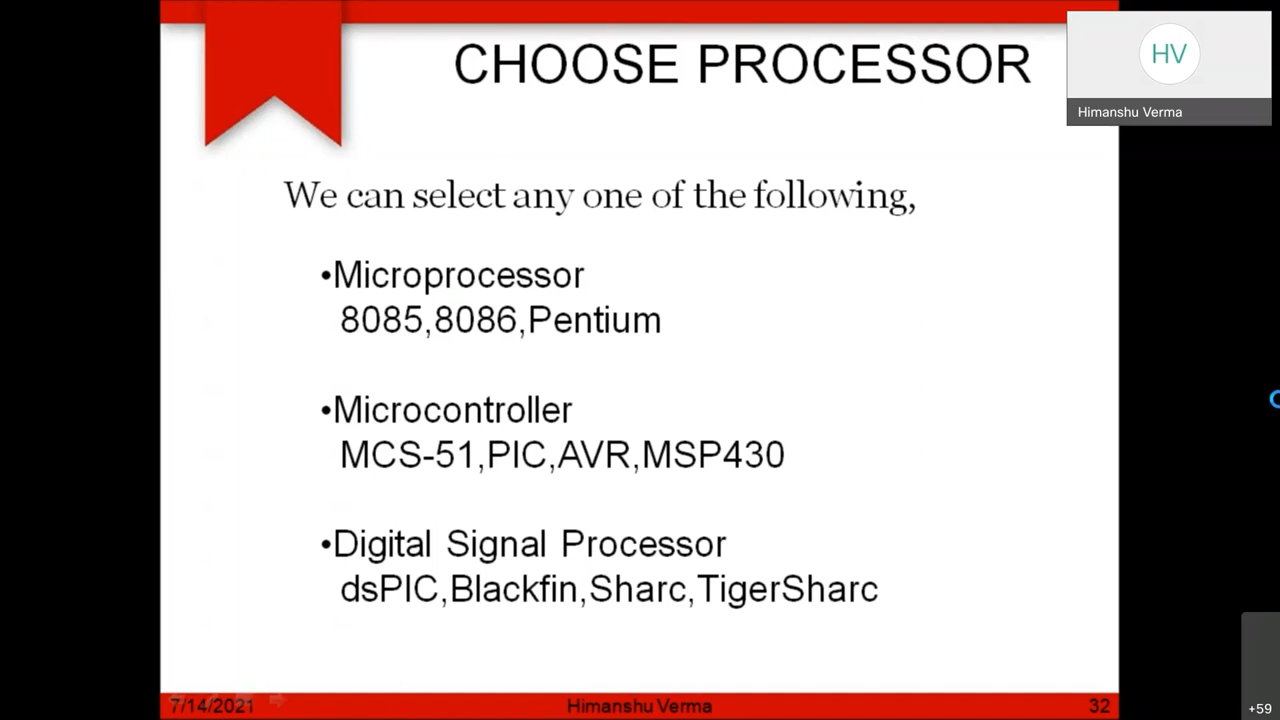 CHOOSE PROCESSOR
HV
Himanshu Verma
We can select any one of the following,
•Microprocessor
8085,8086,Pentium
•Microcontroller
MCS-51,PIC,AVR,MSP430
•Digital Signal Processor
dsPIC,Blackfin,Sharc,TigerSharc
7/14/2021
Himanshu Verma
32
+59